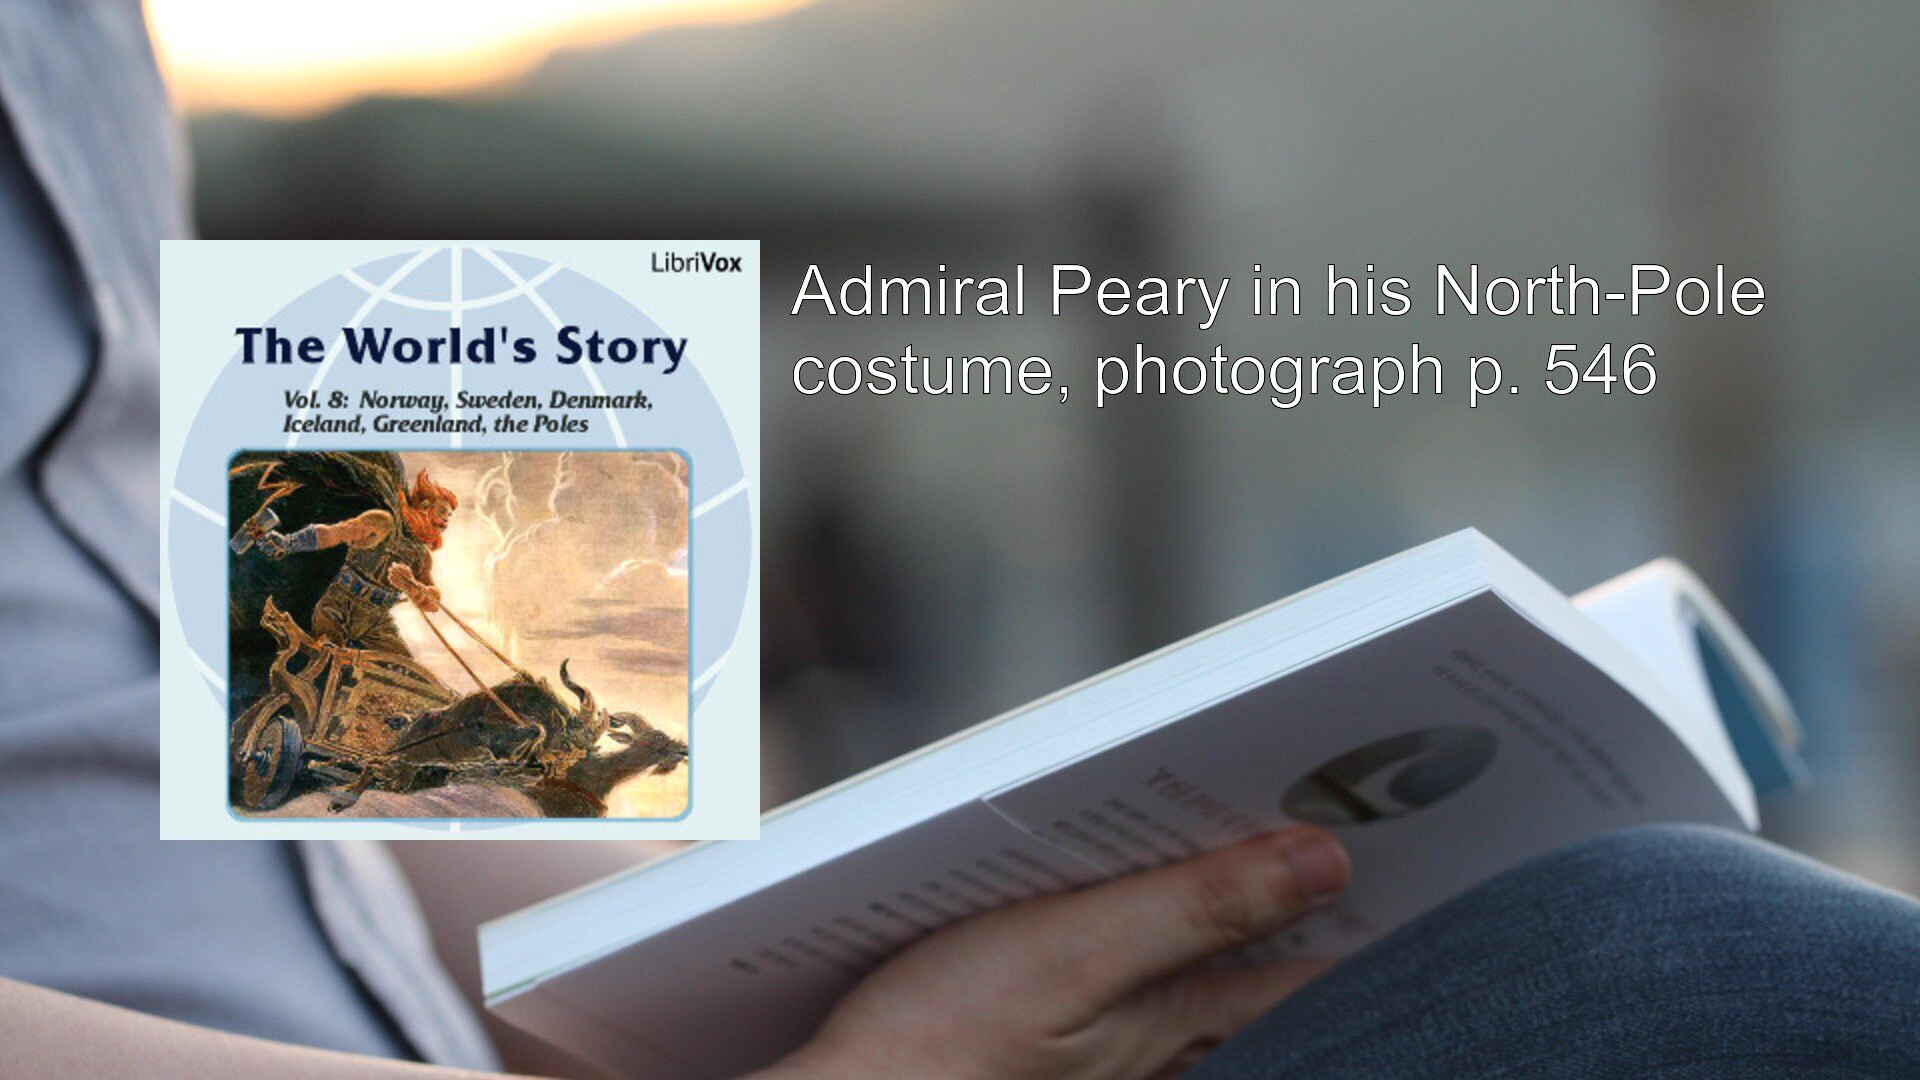 LibriVox
The World's Story
Vol. 8: Norway, Sweden, Denmark,
Iceland, Greenland, the Poles
Admiral Peary in his North-Pole
costume, photograph p. 546